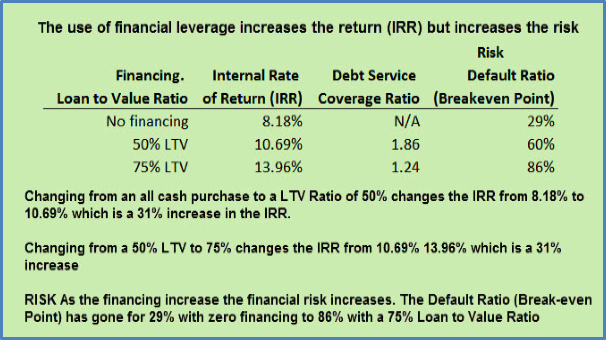 The use of financial leverage increases the return (IRR) but increases the risk
Risk
Financing. Internal Rate Debt Service Default Ratio
Loan to Value Ratio of Return (IRR) Coverage Ratio (Breakeven Point)
No financing 8.18% N/A 29%
50% LTV 10.69% 1.86 60%
75% LTV 13.96% 1.24 86%
Changing from an all cash purchase to a LTV Ratio of 50% changes the IRR from 8.18% to
10.69% which is a 31% increase in the IRR.
Changing from a 50% LTV to 75% changes the IRR from 10.69% 13.96% which is a 31%
increase
RISK As the financing increase the financial risk increases. The Default Ratio (Break-even
Point) has gone for 29% with zero financing to 86% with a 75% Loan to Value Ratio